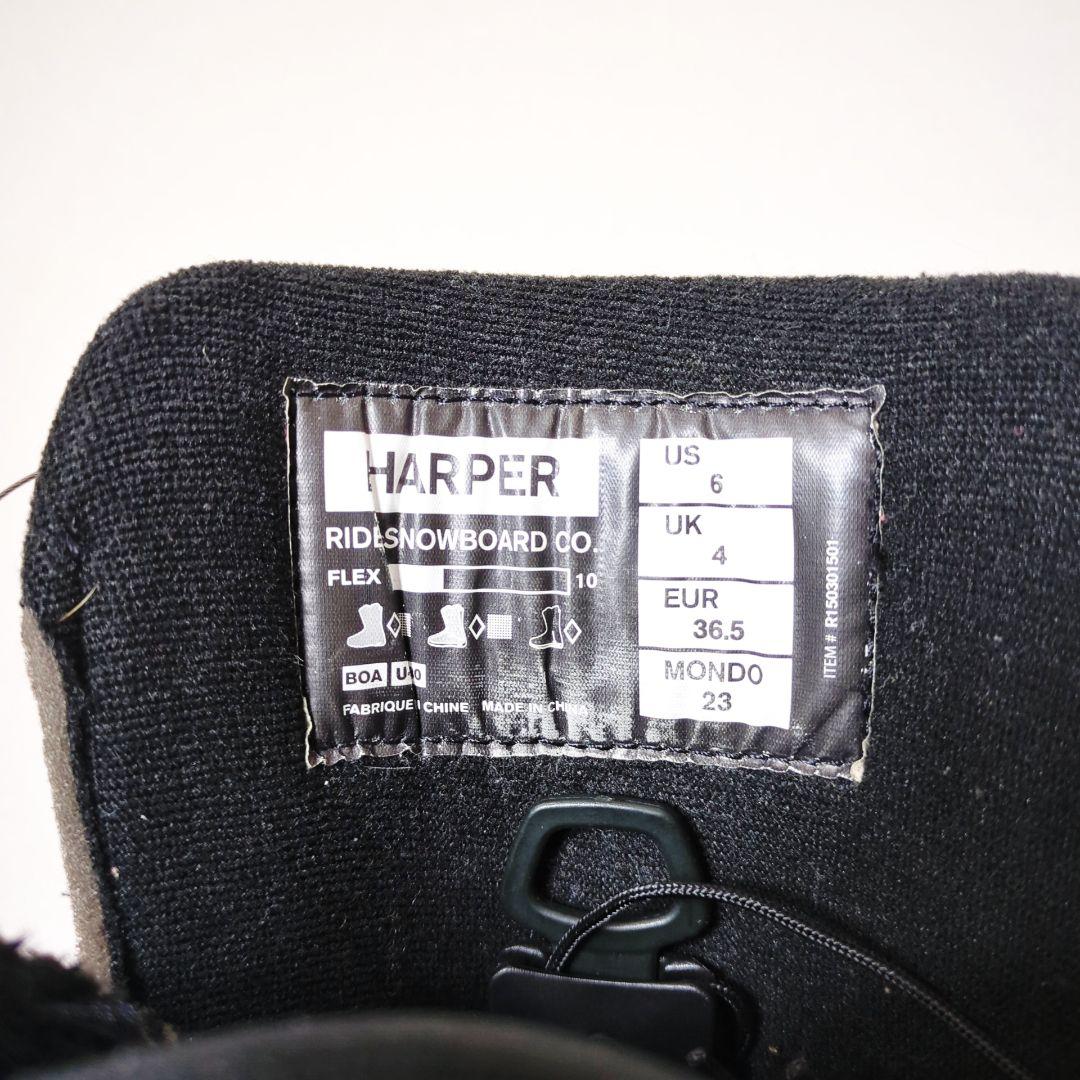 HARPER
RIDE SNOWBOARD CO.
FLEX 10
BOA
FABRIQUE CHINE MADE IN CHINA
US
6
UK
4
EUR
36.5
MONDO
23
ITEM # R150301501